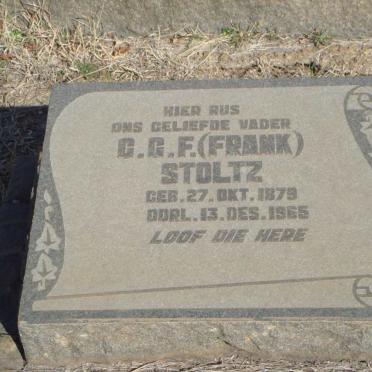 HIER RUS
ONS GELIEFDE VADER
G.G.F. (FRANK)
STOLTZ
GEB. 27. OKT. 1879
OORL. 13. DES. 1965
LOOF DIE HERE